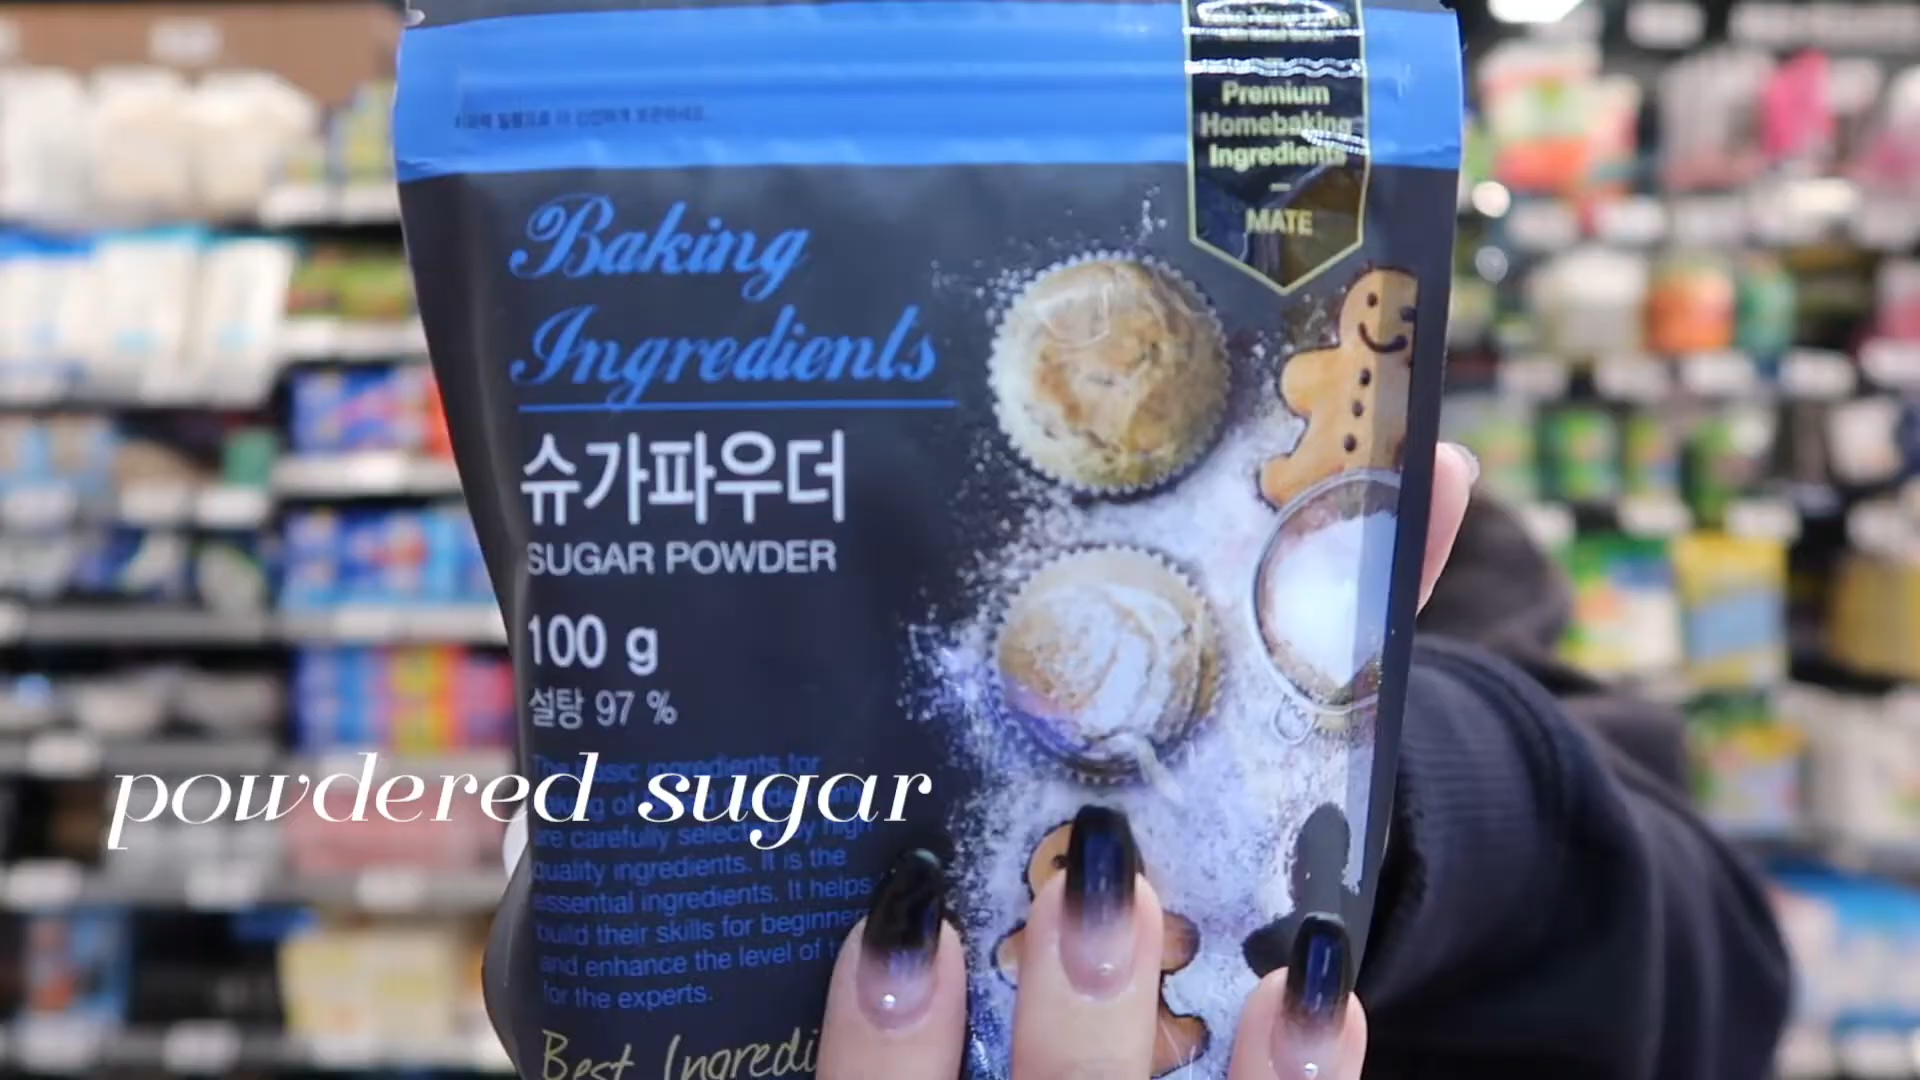 Premium
Homebaking
Ingredients
MATE
Baking
Ingredients
슈가파우더
SUGAR POWDER
100 g
설탕 97 %
powdered sugar
are carefully selected by high
quality ingredients. It is the
essential ingredients. It helps
build their skills for beginner
and enhance the level of
for the experts.
Best Ingredi